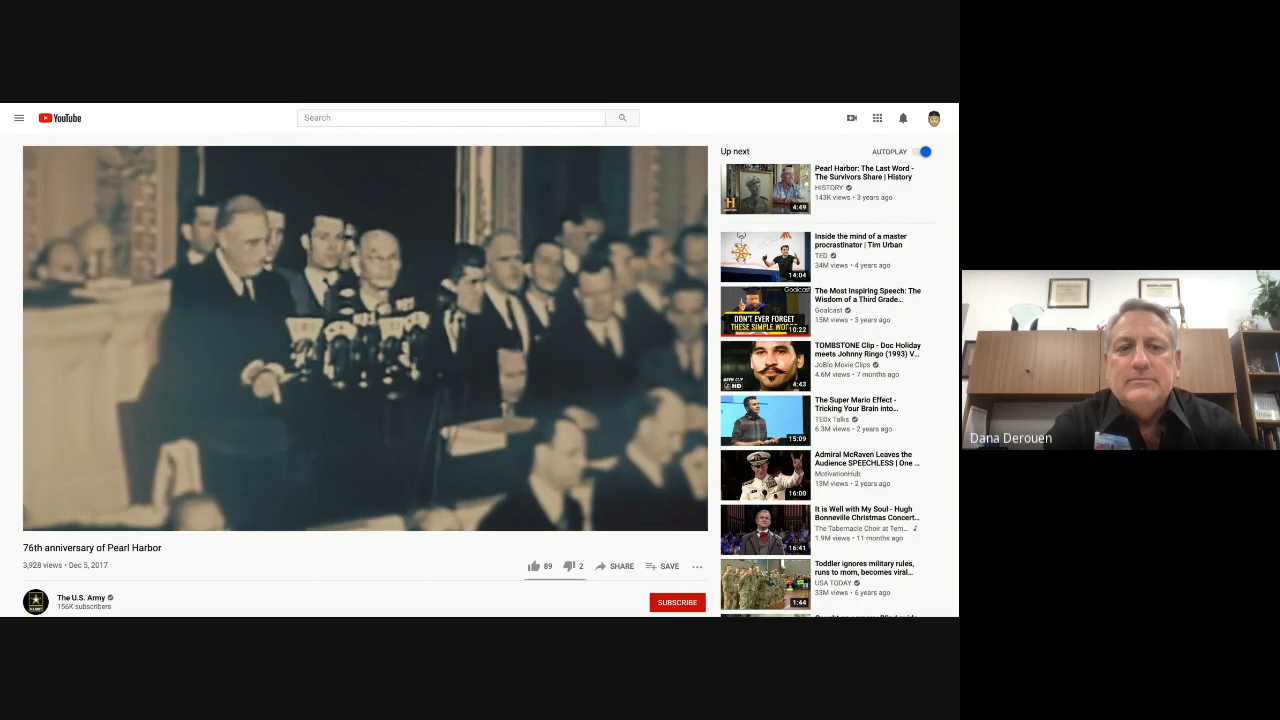 YouTube
Search
Up next
AUTOPLAY
Pearl Harbor: The Last Word -
The Survivors Share | History
HISTORY
143K views • 3 years ago
4:49
Inside the mind of a master
procrastinator | Tim Urban
TED
34M views • 4 years ago
14:04
The Most Inspiring Speech: The
Wisdom of a Third Grade...
Goalcast
15M views • 3 years ago
Goalcast
DON'T EVER FORGET
THESE SIMPLE
10:22
TOMBSTONE Clip - Doc Holiday
meets Johnny Ringo (1993) V...
JoBlo Movie Clips
4.6M views • 7 months ago
HD
4:43
The Super Mario Effect -
Tricking Your Brain into...
TEDx Talks
6.3M views • 2 years ago
15:09
Admiral McRaven Leaves the
Audience SPEECHLESS | One ...
MotivationHub
13M views • 2 years ago
16:00
It is Well with My Soul - Hugh
Bonneville Christmas Concert...
The Tabernacle Choir at Tem...
1.9M views • 11 months ago
16:41
Toddler ignores military rules,
runs to mom, becomes viral...
USA TODAY
33M views • 6 years ago
1:44
76th anniversary of Pearl Harbor
3,928 views • Dec 5, 2017
89
2
SHARE
SAVE
The U.S. Army
156K subscribers
SUBSCRIBE
Dana Derouen